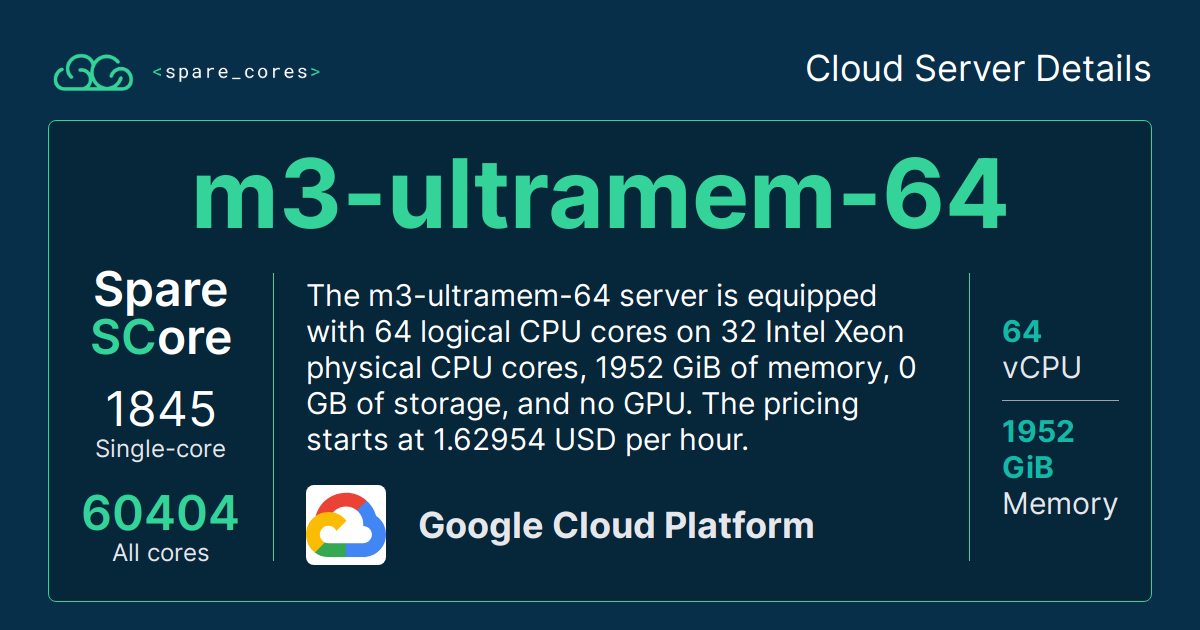 <spare_cores>
Cloud Server Details
m3-ultramem-64
Spare
SCore
1845
Single-core
60404
All cores
The m3-ultramem-64 server is equipped
with 64 logical CPU cores on 32 Intel Xeon
physical CPU cores, 1952 GiB of memory, 0
GB of storage, and no GPU. The pricing
starts at 1.62954 USD per hour.
Google Cloud Platform
64
vCPU
1952
GiB
Memory